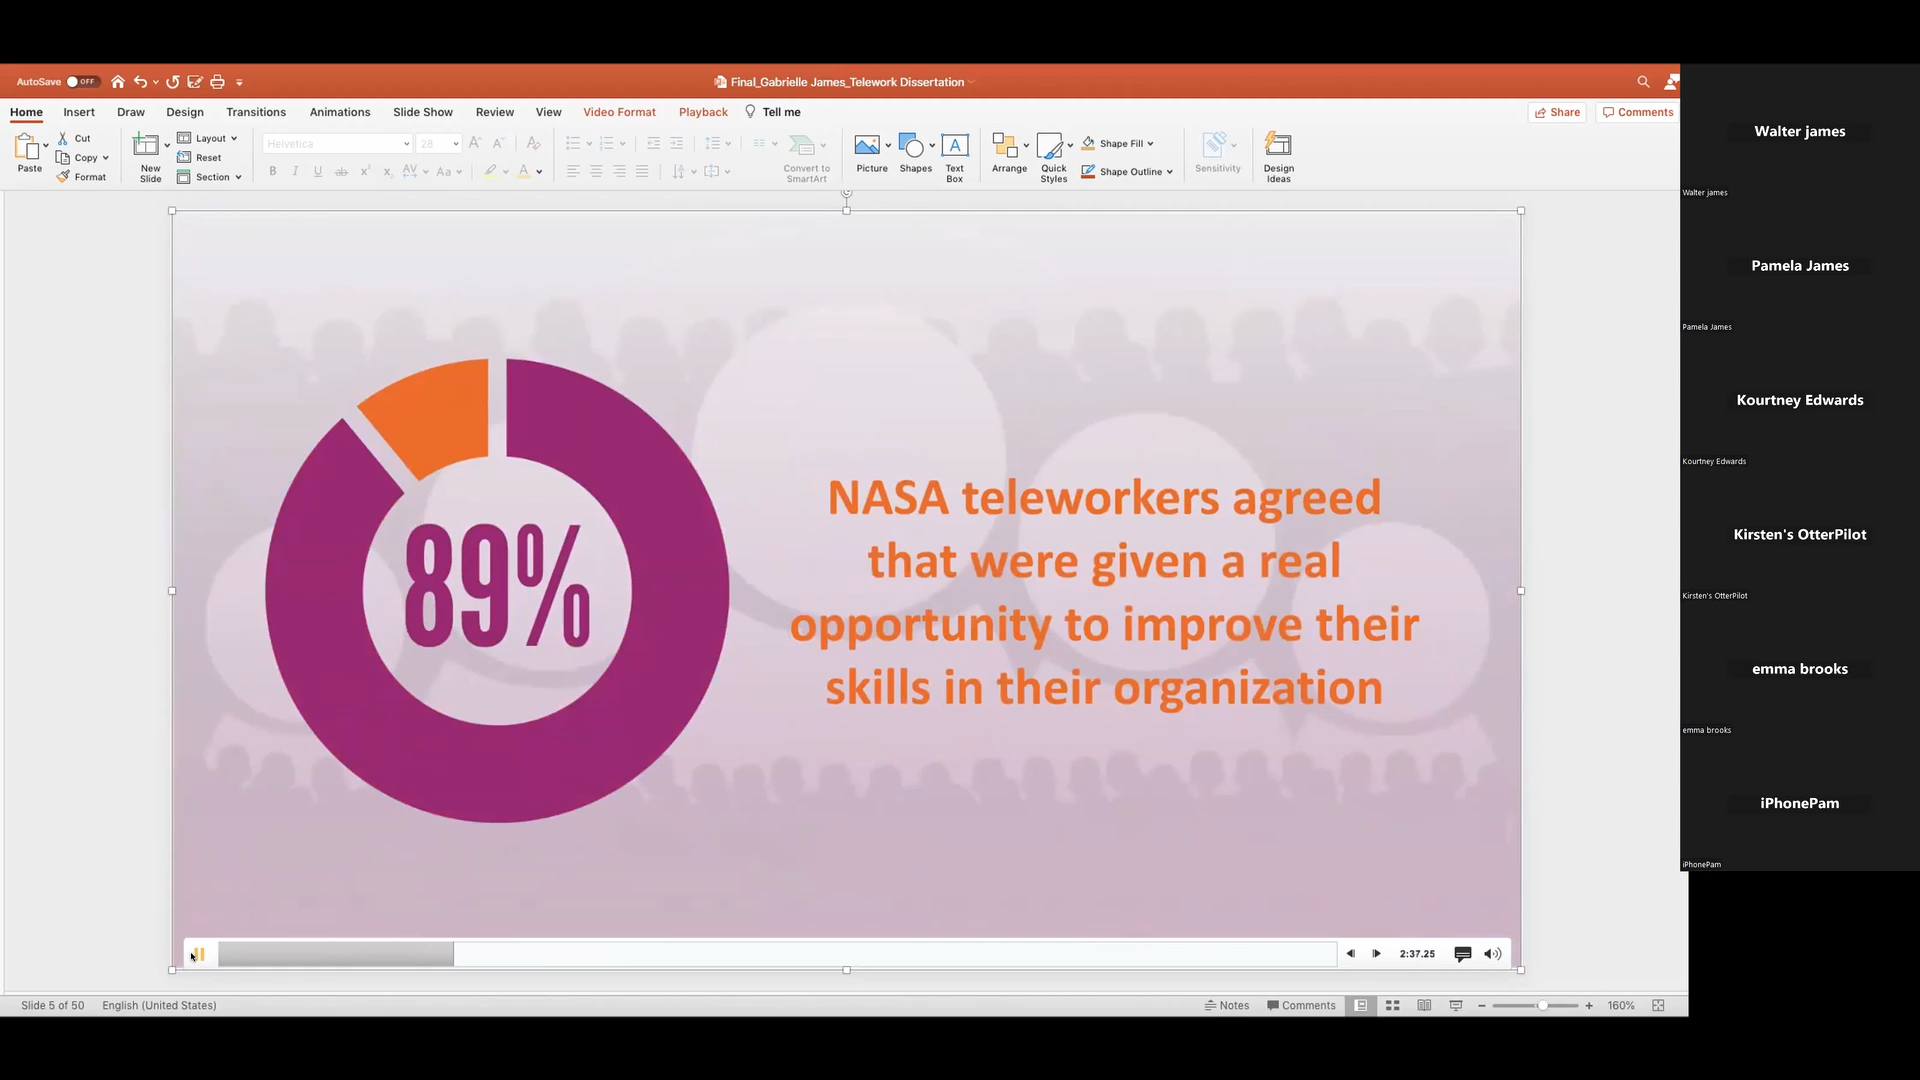 AutoSave OFF
Final_Gabrielle James_Telework Dissertation
Home Insert Draw Design Transitions Animations Slide Show Review View Video Format Playback Tell me
Share Comments
Paste
Cut
Copy
Format
New
Slide
Layout
Reset
Section
Helvetica 28
Convert to
SmartArt
Picture
Shapes
Text
Box
Arrange
Quick
Styles
Shape Fill
Shape Outline
Sensitivity
Design
Ideas
89%
NASA teleworkers agreed
that were given a real
opportunity to improve their
skills in their organization
2:37.25
Slide 5 of 50 English (United States)
Notes Comments 160%
Walter james
Walter james
Pamela James
Pamela James
Kourtney Edwards
Kourtney Edwards
Kirsten's OtterPilot
Kirsten's OtterPilot
emma brooks
emma brooks
iPhonePam
iPhonePam